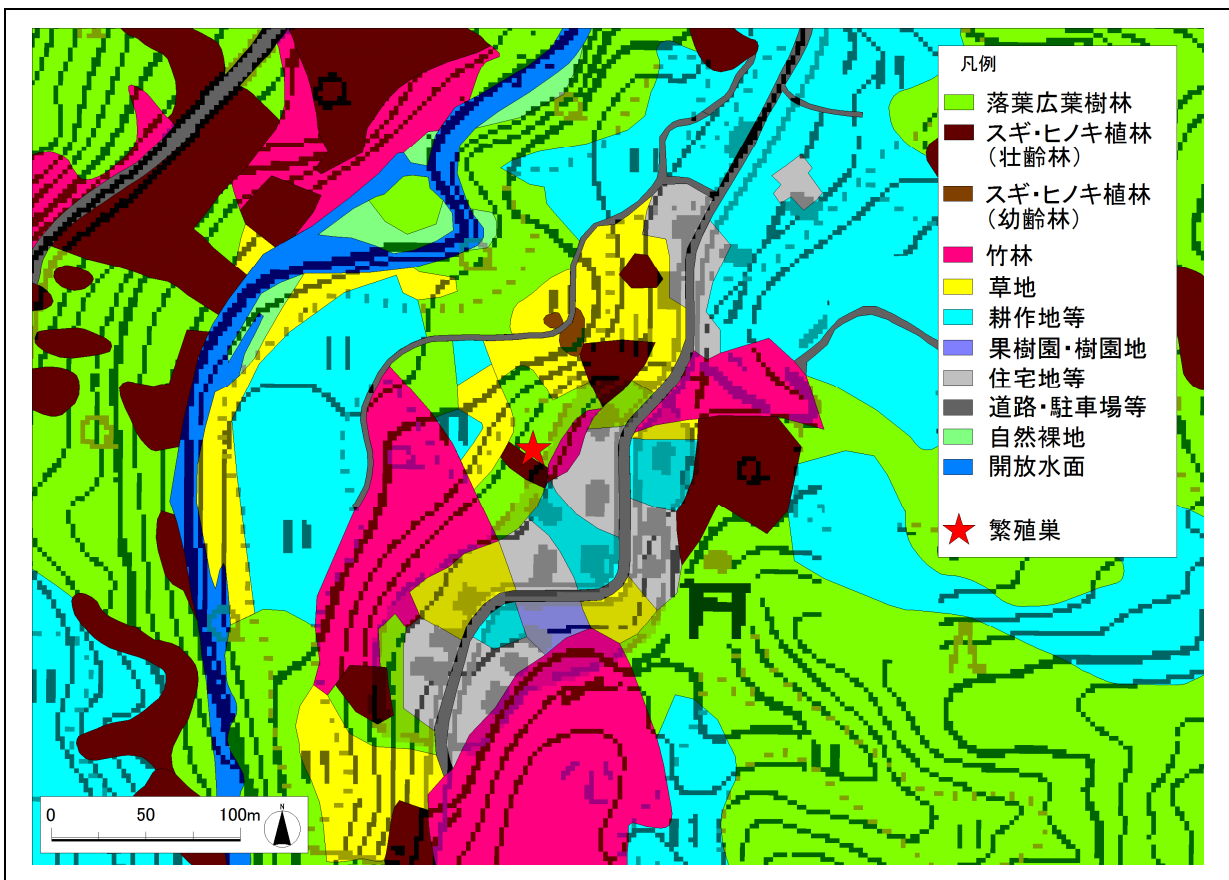 凡例
落葉広葉樹林
スギ・ヒノキ植林
(壮齢林)
スギ・ヒノキ植林
(幼齢林)
竹林
草地
耕作地等
果樹園・樹園地
住宅地等
道路・駐車場等
自然裸地
開放水面
繁殖巣
0 50 100m
N